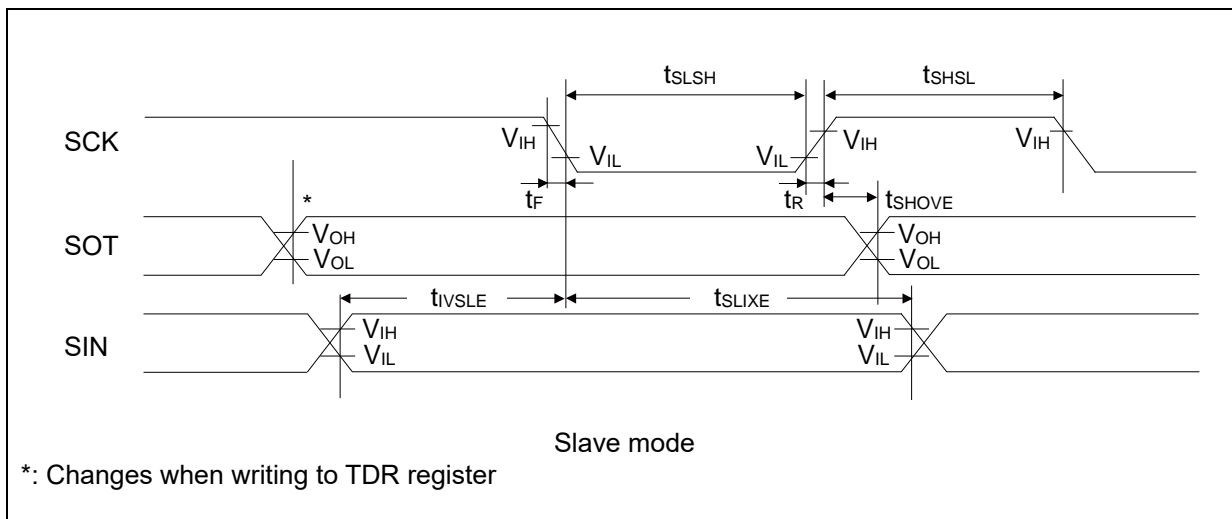 tSLSH tSHSL
SCK VIH VIL VIL VIH VIH
tF tR tSHOVE
*
SOT VOH VOH
VOL VOL
tIVSLE tSLIXE
VIH VIH
SIN
VIL VIL
Slave mode
*: Changes when writing to TDR register